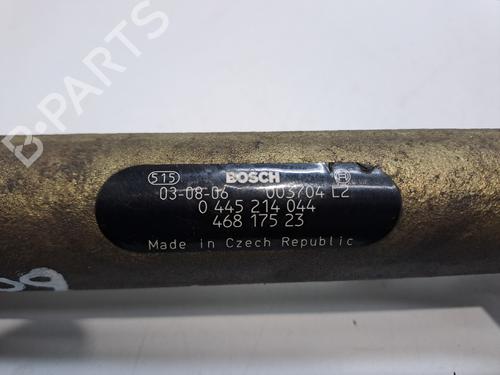 515 BOSCH
03-08-06 003704 L2
0 445 214 044
468 175 23
Made in Czech Republic
B-PARTS